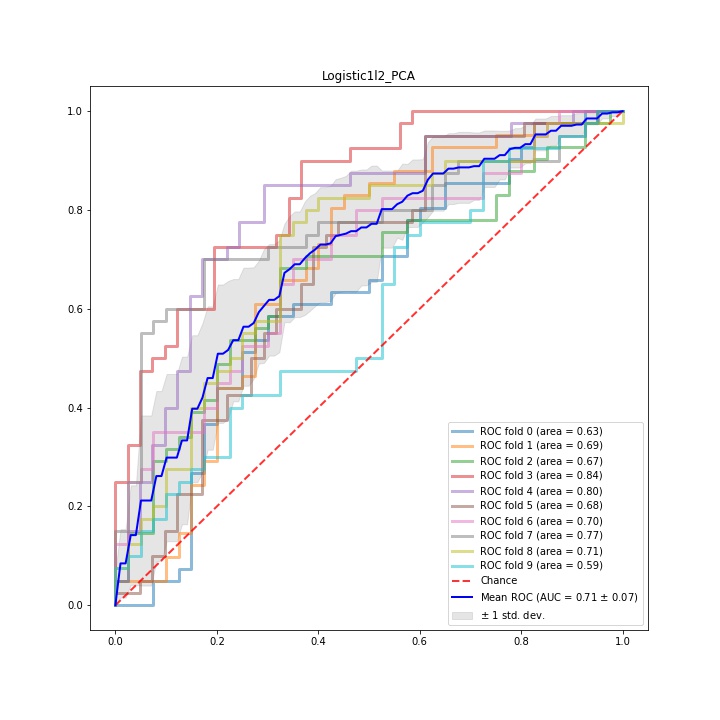 Logistic1l2_PCA
1.0
0.8
0.6
0.4
0.2
0.0
0.0 0.2 0.4 0.6 0.8 1.0
ROC fold 0 (area = 0.63)
ROC fold 1 (area = 0.69)
ROC fold 2 (area = 0.67)
ROC fold 3 (area = 0.84)
ROC fold 4 (area = 0.80)
ROC fold 5 (area = 0.68)
ROC fold 6 (area = 0.70)
ROC fold 7 (area = 0.77)
ROC fold 8 (area = 0.71)
ROC fold 9 (area = 0.59)
Chance
Mean ROC (AUC = 0.71 ± 0.07)
± 1 std. dev.